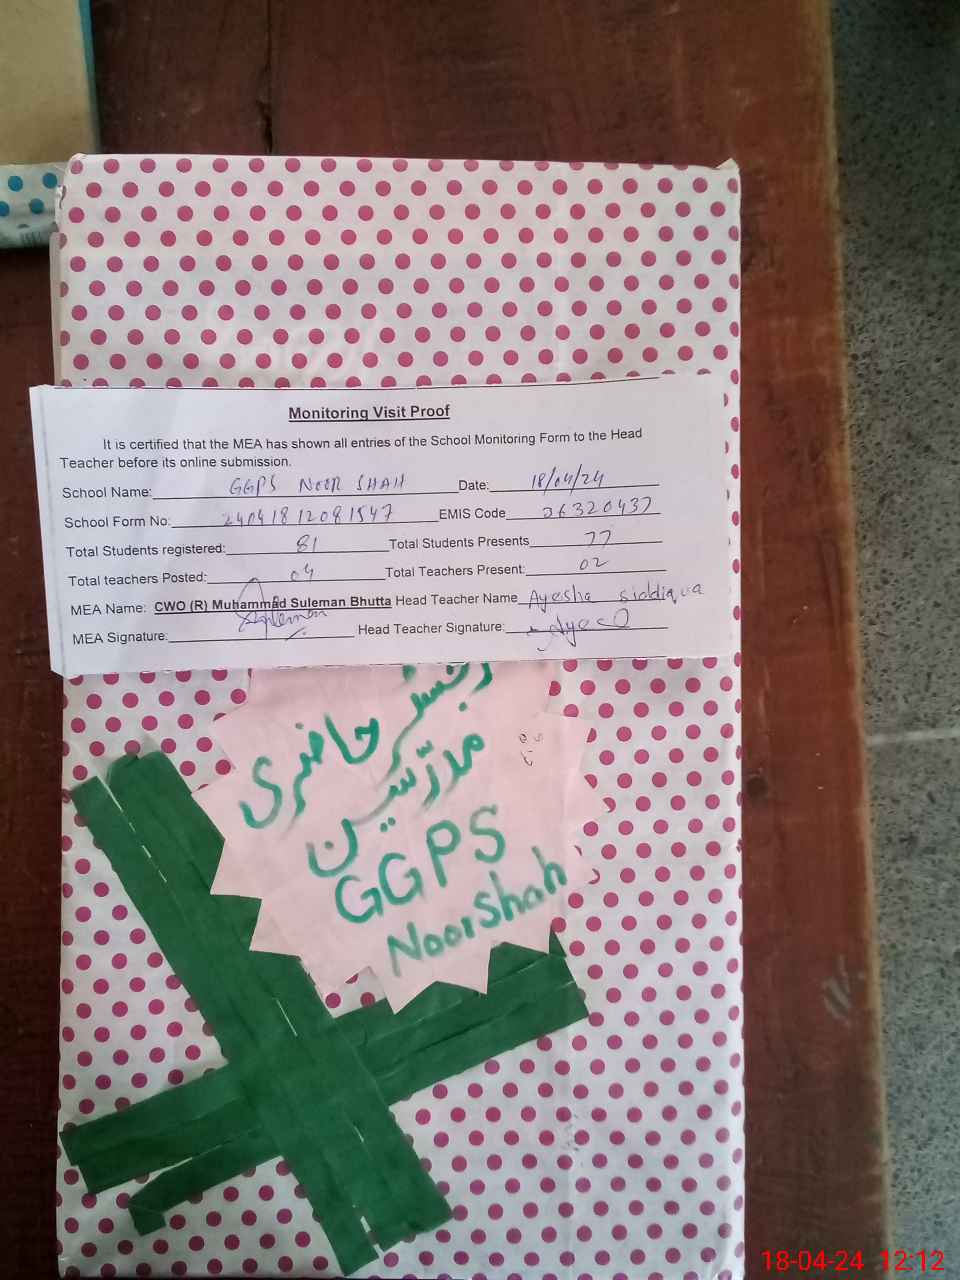 Monitoring Visit Proof
It is certified that the MEA has shown all entries of the School Monitoring Form to the Head
Teacher before its online submission.
School Name: GGPS NOOR SHAH Date: 18/04/24
School Form No: 24041812081547 EMIS Code 36320437
Total Students registered: 81 Total Students Presents 77
Total teachers Posted: 04 Total Teachers Present: 02
MEA Name: CWO (R) Muhammad Suleman Bhutta Head Teacher Name Ayesha siddiqua
MEA Signature: Head Teacher Signature:
رجسٹر حاضری
مدرّسین
GGPS
NoorShah
18-04-24 12:12